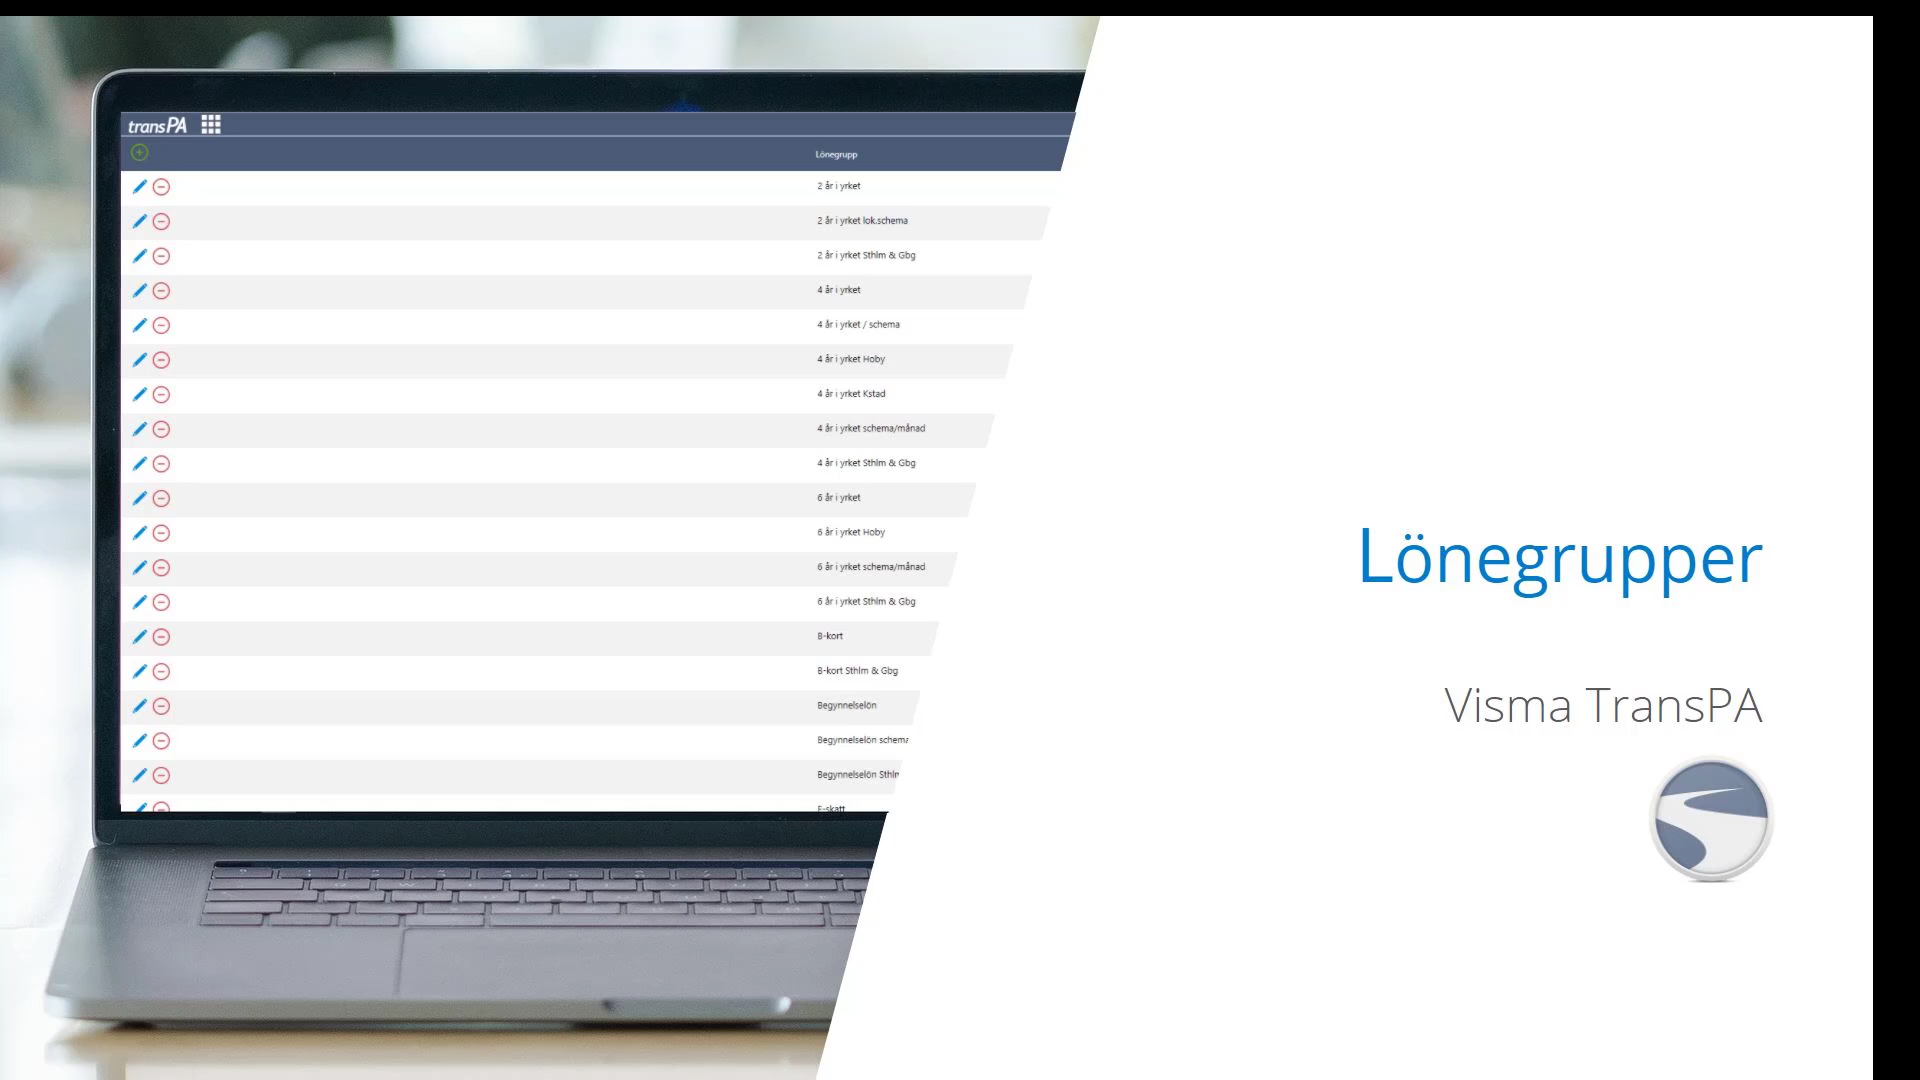 transPA
Lönegrupp
2 år i yrket
2 år i yrket lok.schema
2 år i yrket Sthlm & Gbg
4 år i yrket
4 år i yrket / schema
4 år i yrket Hoby
4 år i yrket Kstad
4 år i yrket schema/månad
4 år i yrket Sthlm & Gbg
6 år i yrket
6 år i yrket Hoby
6 år i yrket schema/månad
6 år i yrket Sthlm & Gbg
B-kort
B-kort Sthlm & Gbg
Begynnelselön
Begynnelselön schema
Begynnelselön
Lönegrupper
Visma TransPA